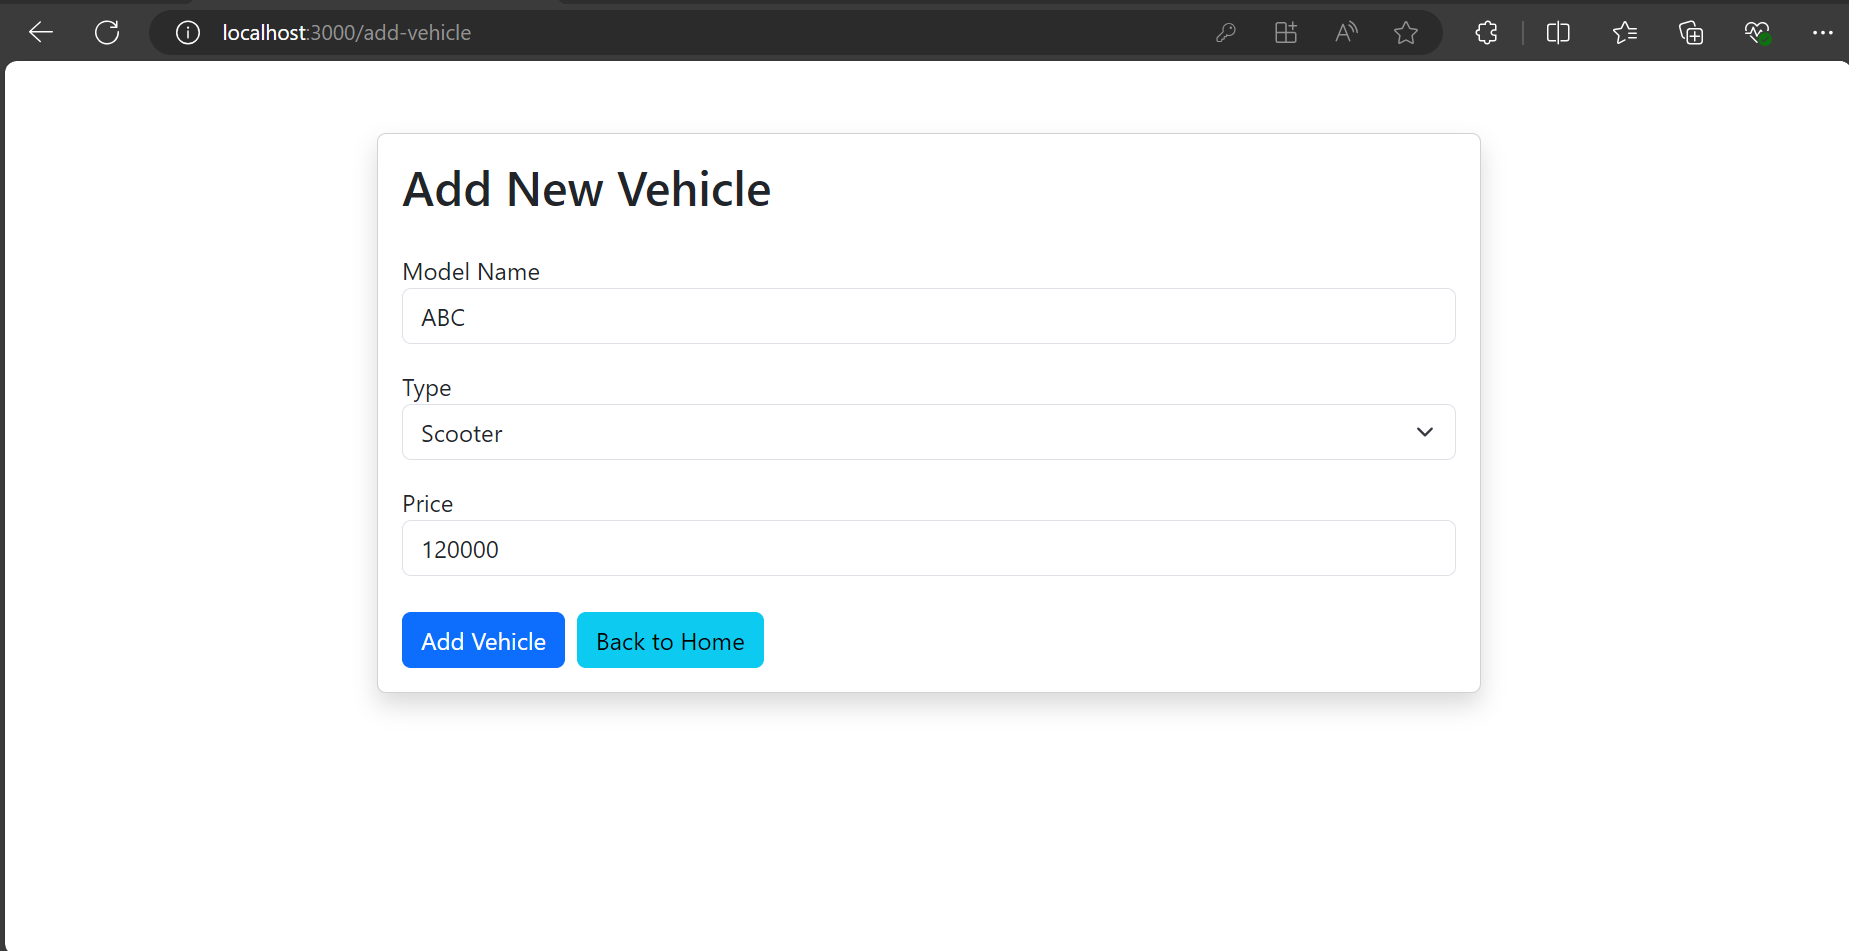 localhost:3000/add-vehicle
Add New Vehicle
Model Name
ABC
Type
Scooter
Price
120000
Add Vehicle Back to Home